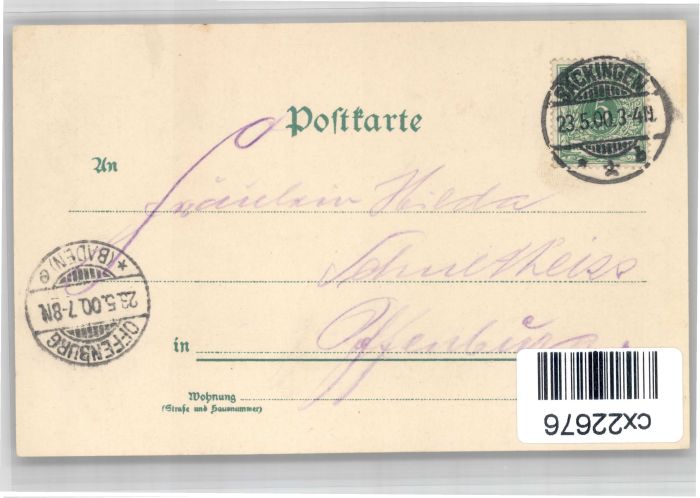 Postkarte
SÄCKINGEN
23.5.00.3-4N.
* * b
An
Fräulein Hilda
Schultheiss
(BADEN) *
23.5.00.7-8N.
OFFENBURG
in Offenburg.
Wohnung
(Straße und Hausnummer)
cx22676